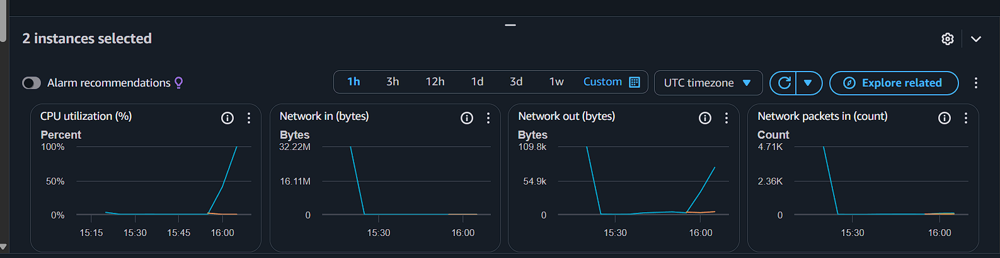 2 instances selected
Alarm recommendations
1h 3h 12h 1d 3d 1w Custom UTC timezone Explore related
CPU utilization (%)
Percent
100%
50%
0%
15:15 15:30 15:45 16:00
Network in (bytes)
Bytes
32.22M
16.11M
0
15:30 16:00
Network out (bytes)
Bytes
109.8k
54.9k
0
15:30 16:00
Network packets in (count)
Count
4.71K
2.36K
0
15:30 16:00